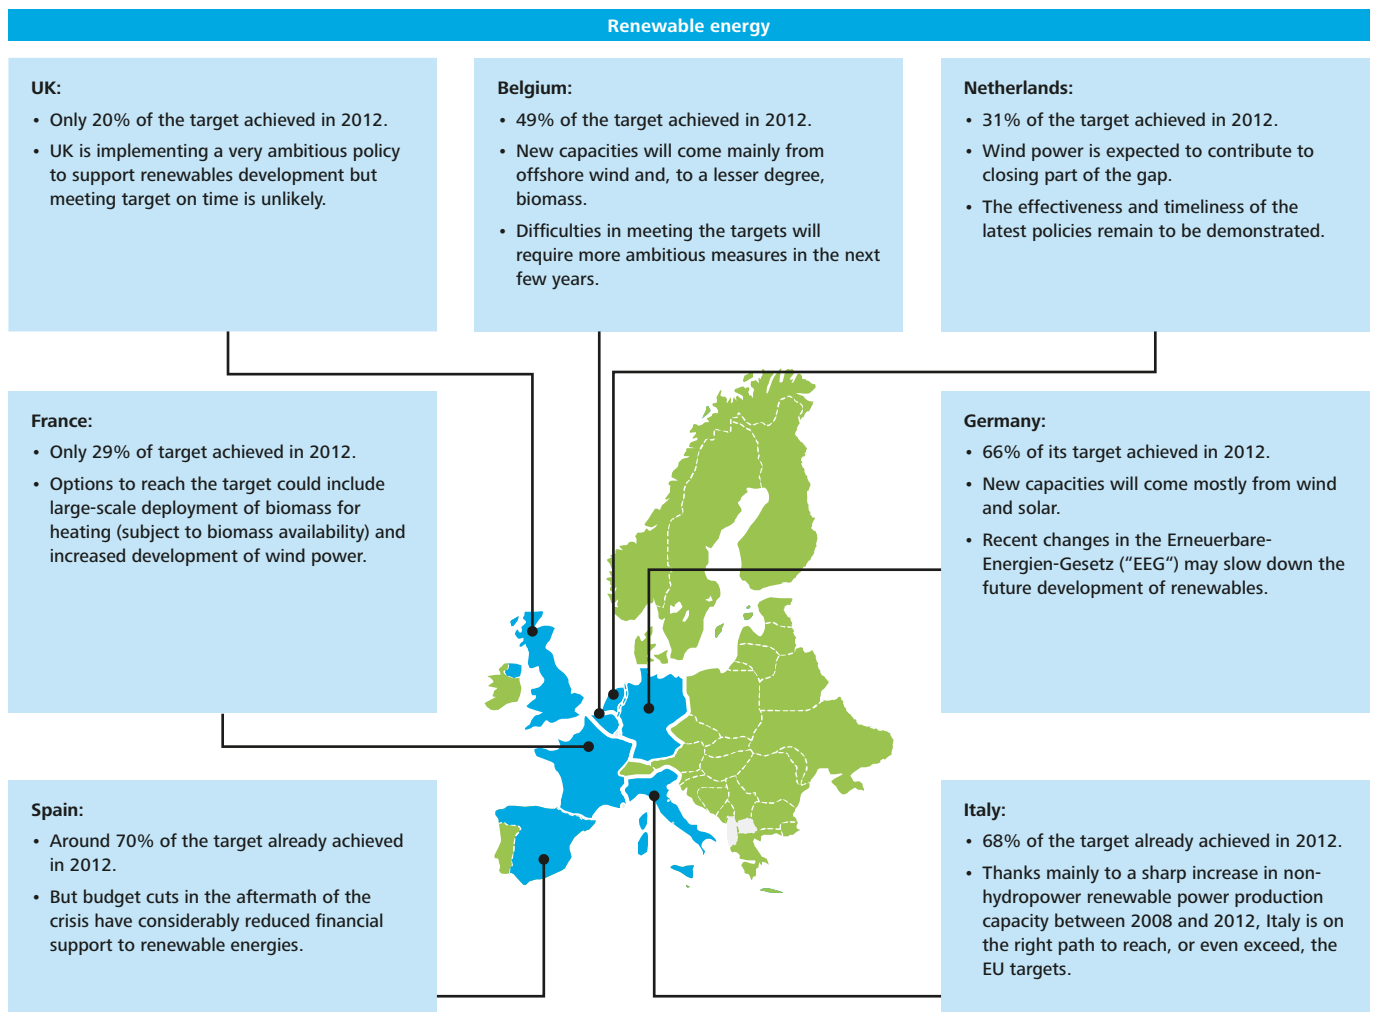 Renewable energy
UK:
• Only 20% of the target achieved in 2012.
• UK is implementing a very ambitious policy
to support renewables development but
meeting target on time is unlikely.
Belgium:
• 49% of the target achieved in 2012.
• New capacities will come mainly from
offshore wind and, to a lesser degree,
biomass.
• Difficulties in meeting the targets will
require more ambitious measures in the next
few years.
Netherlands:
• 31% of the target achieved in 2012.
• Wind power is expected to contribute to
closing part of the gap.
• The effectiveness and timeliness of the
latest policies remain to be demonstrated.
France:
• Only 29% of target achieved in 2012.
• Options to reach the target could include
large-scale deployment of biomass for
heating (subject to biomass availability) and
increased development of wind power.
Germany:
• 66% of its target achieved in 2012.
• New capacities will come mostly from wind
and solar.
• Recent changes in the Erneuerbare-
Energien-Gesetz (“EEG“) may slow down the
future development of renewables.
Spain:
• Around 70% of the target already achieved
in 2012.
• But budget cuts in the aftermath of the
crisis have considerably reduced financial
support to renewable energies.
Italy:
• 68% of the target already achieved in 2012.
• Thanks mainly to a sharp increase in non-
hydropower renewable power production
capacity between 2008 and 2012, Italy is on
the right path to reach, or even exceed, the
EU targets.